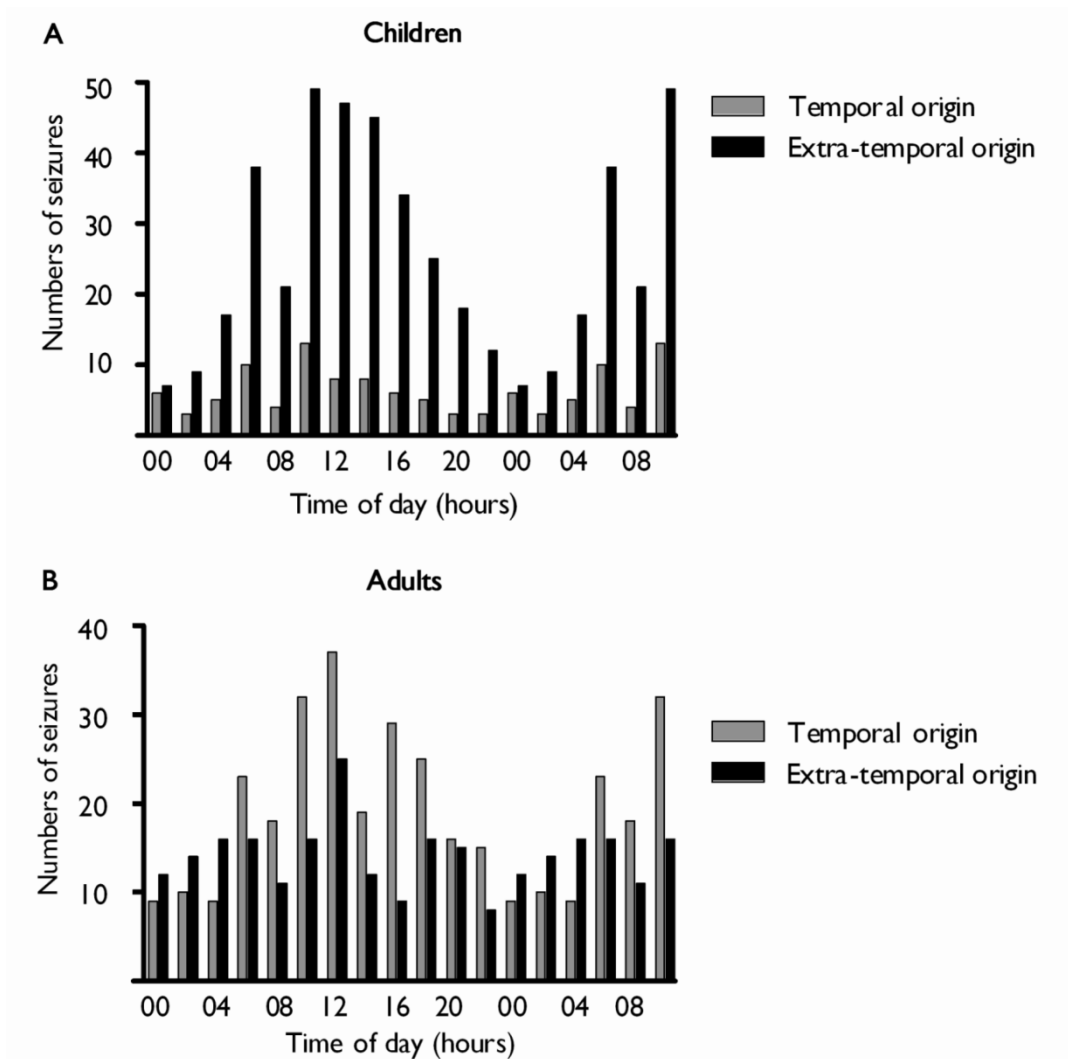 A Children
50
40
30
20
10
Numbers of seizures
Temporal origin
Extra-temporal origin
00 04 08 12 16 20 00 04 08
Time of day (hours)
B Adults
40
30
20
10
Numbers of seizures
Temporal origin
Extra-temporal origin
00 04 08 12 16 20 00 04 08
Time of day (hours)